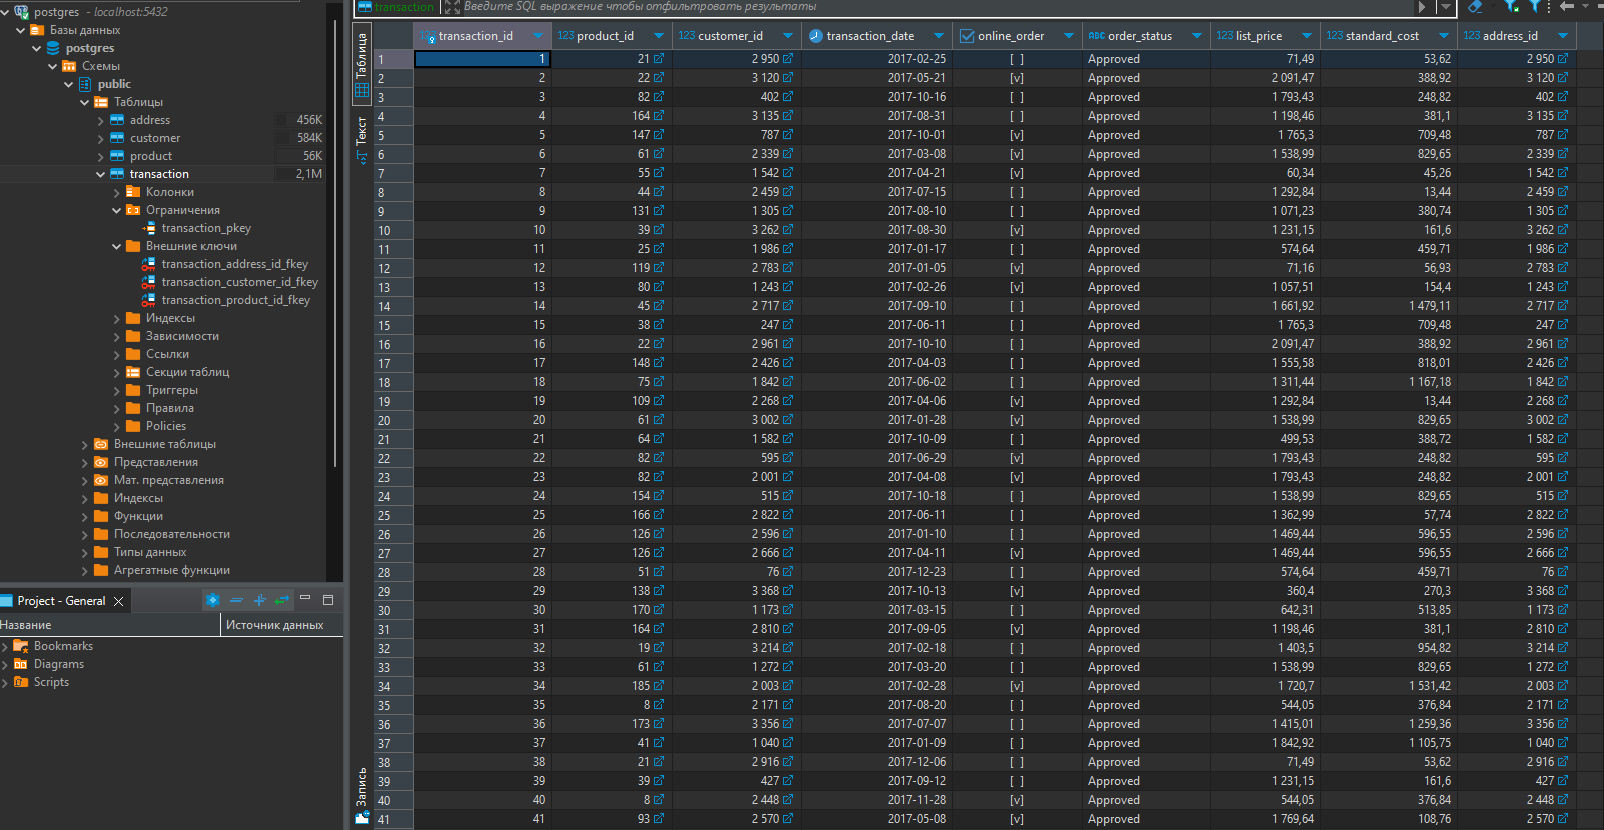 postgres - localhost:5432
Базы данных
postgres
Схемы
public
Таблицы
address 456K
customer 584K
product 56K
transaction 2,1M
Колонки
Ограничения
transaction_pkey
Внешние ключи
transaction_address_id_fkey
transaction_customer_id_fkey
transaction_product_id_fkey
Индексы
Зависимости
Ссылки
Секции таблиц
Триггеры
Правила
Policies
Внешние таблицы
Представления
Мат. представления
Индексы
Функции
Последовательности
Типы данных
Агрегатные функции
Project - General
Название Источник данных
Bookmarks
Diagrams
Scripts
transaction Введите SQL выражение чтобы отфильтровать результаты
Таблица
Текст
Запись
123 transaction_id 123 product_id 123 customer_id transaction_date online_order ABC order_status 123 list_price 123 standard_cost 123 address_id
1 1 21 2 950 2017-02-25 [ ] Approved 71,49 53,62 2 950
2 2 22 3 120 2017-05-21 [v] Approved 2 091,47 388,92 3 120
3 3 82 402 2017-10-16 [ ] Approved 1 793,43 248,82 402
4 4 164 3 135 2017-08-31 [ ] Approved 1 198,46 381,1 3 135
5 5 147 787 2017-10-01 [v] Approved 1 765,3 709,48 787
6 6 61 2 339 2017-03-08 [v] Approved 1 538,99 829,65 2 339
7 7 55 1 542 2017-04-21 [v] Approved 60,34 45,26 1 542
8 8 44 2 459 2017-07-15 [ ] Approved 1 292,84 13,44 2 459
9 9 131 1 305 2017-08-10 [ ] Approved 1 071,23 380,74 1 305
10 10 39 3 262 2017-08-30 [v] Approved 1 231,15 161,6 3 262
11 11 25 1 986 2017-01-17 [ ] Approved 574,64 459,71 1 986
12 12 119 2 783 2017-01-05 [v] Approved 71,16 56,93 2 783
13 13 80 1 243 2017-02-26 [v] Approved 1 057,51 154,4 1 243
14 14 45 2 717 2017-09-10 [ ] Approved 1 661,92 1 479,11 2 717
15 15 38 247 2017-06-11 [ ] Approved 1 765,3 709,48 247
16 16 22 2 961 2017-10-10 [v] Approved 2 091,47 388,92 2 961
17 17 148 2 426 2017-04-03 [ ] Approved 1 555,58 818,01 2 426
18 18 75 1 842 2017-06-02 [ ] Approved 1 311,44 1 167,18 1 842
19 19 109 2 268 2017-04-06 [v] Approved 1 292,84 13,44 2 268
20 20 61 3 002 2017-01-28 [v] Approved 1 538,99 829,65 3 002
21 21 64 1 582 2017-10-09 [ ] Approved 499,53 388,72 1 582
22 22 82 595 2017-06-29 [v] Approved 1 793,43 248,82 595
23 23 82 2 001 2017-04-08 [v] Approved 1 793,43 248,82 2 001
24 24 154 515 2017-10-18 [ ] Approved 1 538,99 829,65 515
25 25 166 2 822 2017-06-11 [ ] Approved 1 362,99 57,74 2 822
26 26 126 2 596 2017-01-10 [ ] Approved 1 469,44 596,55 2 596
27 27 126 2 666 2017-04-11 [v] Approved 1 469,44 596,55 2 666
28 28 51 76 2017-12-23 [ ] Approved 574,64 459,71 76
29 29 138 3 368 2017-10-13 [v] Approved 360,4 270,3 3 368
30 30 170 1 173 2017-03-15 [ ] Approved 642,31 513,85 1 173
31 31 164 2 810 2017-09-05 [v] Approved 1 198,46 381,1 2 810
32 32 19 3 214 2017-02-18 [ ] Approved 1 403,5 954,82 3 214
33 33 61 1 272 2017-03-20 [ ] Approved 1 538,99 829,65 1 272
34 34 185 2 003 2017-02-28 [v] Approved 1 720,7 1 531,42 2 003
35 35 8 2 171 2017-08-20 [ ] Approved 544,05 376,84 2 171
36 36 173 3 356 2017-07-07 [ ] Approved 1 415,01 1 259,36 3 356
37 37 41 1 040 2017-01-09 [ ] Approved 1 842,92 1 105,75 1 040
38 38 21 2 916 2017-12-06 [ ] Approved 71,49 53,62 2 916
39 39 39 427 2017-09-12 [ ] Approved 1 231,15 161,6 427
40 40 8 2 448 2017-11-28 [v] Approved 544,05 376,84 2 448
41 41 93 2 570 2017-05-08 [v] Approved 1 769,64 108,76 2 570